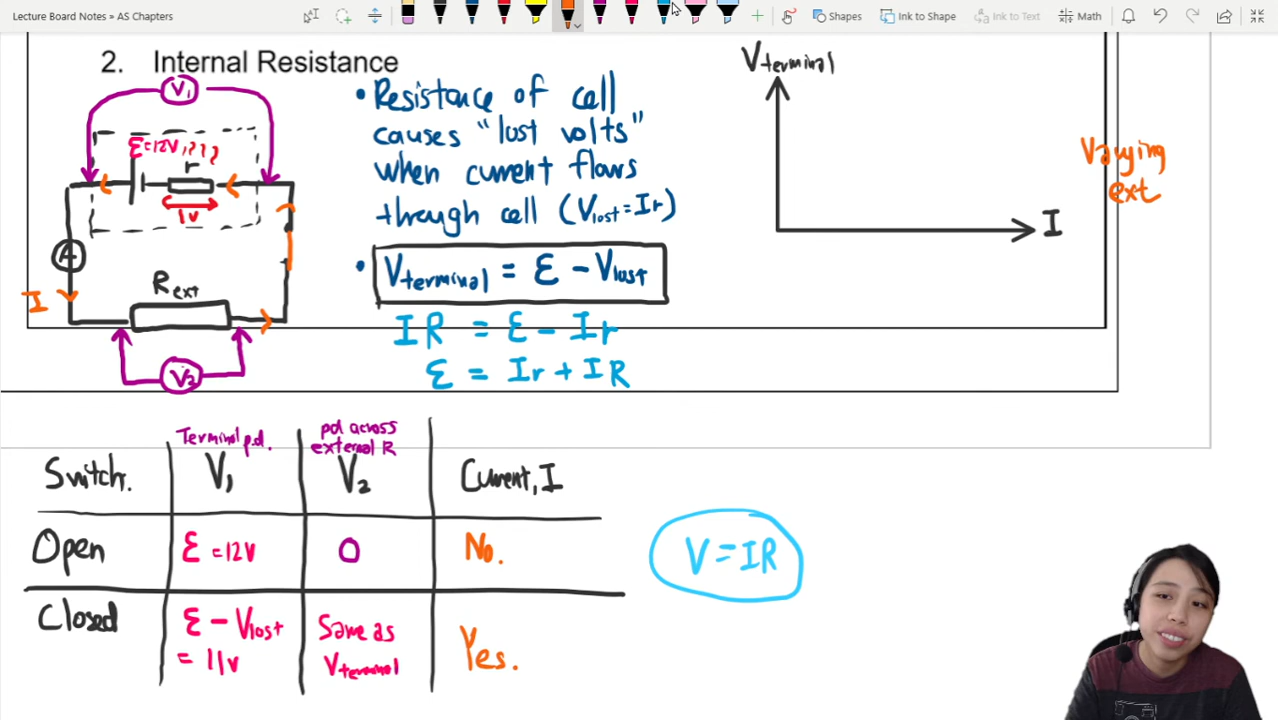 Lecture Board Notes » AS Chapters
Shapes
Ink to Shape
Ink to Text
Math
2. Internal Resistance
V1
ε=12V,???
r
1V
A
I
Rext
V2
• Resistance of cell
causes "lost volts"
when current flows
through cell (Vlost=Ir)
• Vterminal = ε - Vlost
IR = ε - Ir
ε = Ir + IR
Vterminal
I
Varying
ext
Switch.
Terminal p.d.
V1
pd across
external R
V2
Current, I
Open
ε =12V
0
No.
Closed
ε - Vlost
= 11V
Same as
Vterminal
Yes.
V=IR